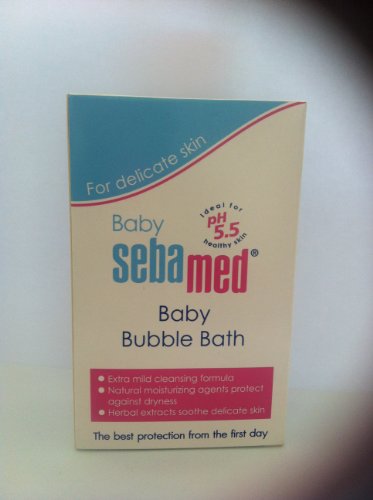 For delicate skin
Baby
Ideal for
pH
5.5
healthy skin
sebamed®
Baby
Bubble Bath
• Extra mild cleansing formula
• Natural moisturizing agents protect
against dryness
• Herbal extracts soothe delicate skin
The best protection from the first day